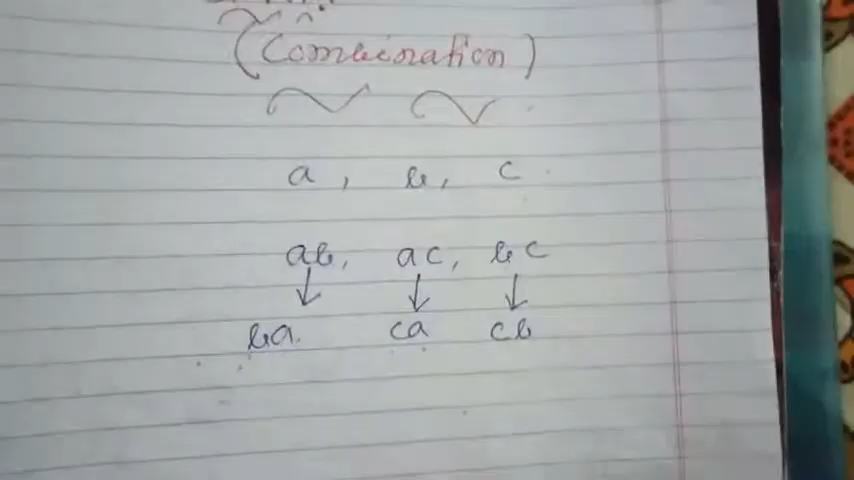 (Combination)
a, b, c
ab, ac, bc
↓ ↓ ↓
ba. ca cb